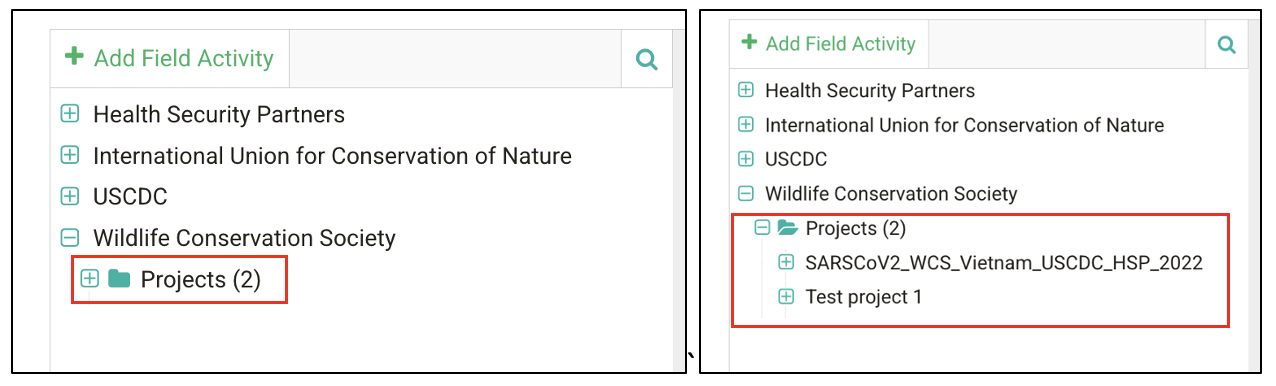 Add Field Activity
Health Security Partners
International Union for Conservation of Nature
USCDC
Wildlife Conservation Society
Projects (2)
`
Add Field Activity
Health Security Partners
International Union for Conservation of Nature
USCDC
Wildlife Conservation Society
Projects (2)
SARSCoV2_WCS_Vietnam_USCDC_HSP_2022
Test project 1